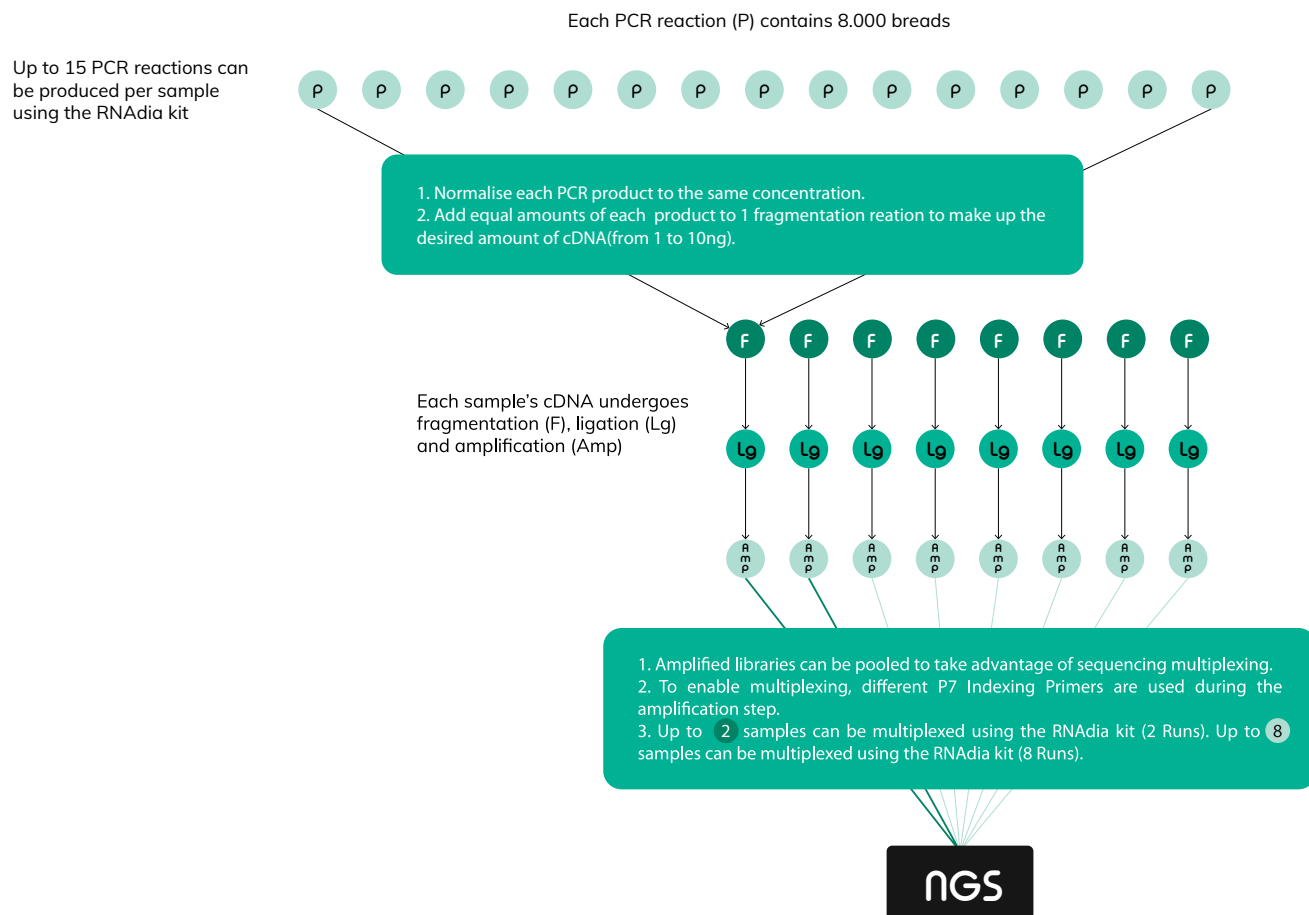 Each PCR reaction (P) contains 8.000 breads
Up to 15 PCR reactions can
be produced per sample
using the RNAdia kit
P P P P P P P P P P P P P P P
1. Normalise each PCR product to the same concentration.
2. Add equal amounts of each product to 1 fragmentation reation to make up the
desired amount of cDNA(from 1 to 10ng).
F F F F F F F F
Each sample's cDNA undergoes
fragmentation (F), ligation (Lg)
and amplification (Amp)
Lg Lg Lg Lg Lg Lg Lg Lg
Amp Amp Amp Amp Amp Amp Amp Amp
1. Amplified libraries can be pooled to take advantage of sequencing multiplexing.
2. To enable multiplexing, different P7 Indexing Primers are used during the
amplification step.
3. Up to 2 samples can be multiplexed using the RNAdia kit (2 Runs). Up to 8
samples can be multiplexed using the RNAdia kit (8 Runs).
NGS